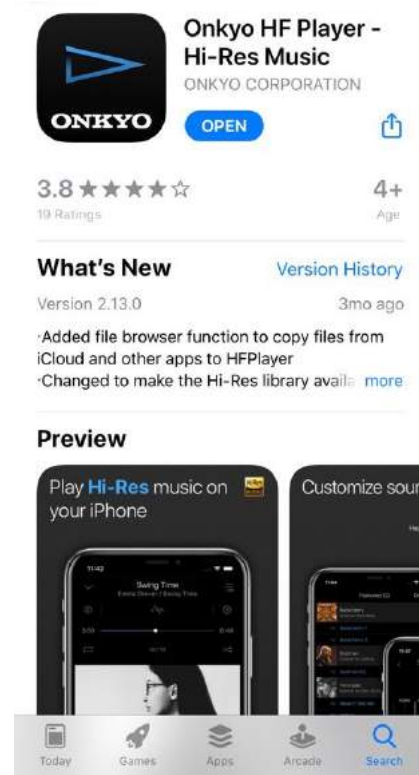 Onkyo HF Player -
Hi-Res Music
ONKYO CORPORATION
ONKYO
OPEN
3.8 ★★★★☆
4+
19 Ratings
Age
What's New
Version History
Version 2.13.0
3mo ago
·Added file browser function to copy files from
iCloud and other apps to HFPlayer
·Changed to make the Hi-Res library availa
more
Preview
Play Hi-Res music on
your iPhone
Customize soun
11:42
Swing Time
Today
Games
Apps
Arcade
Search